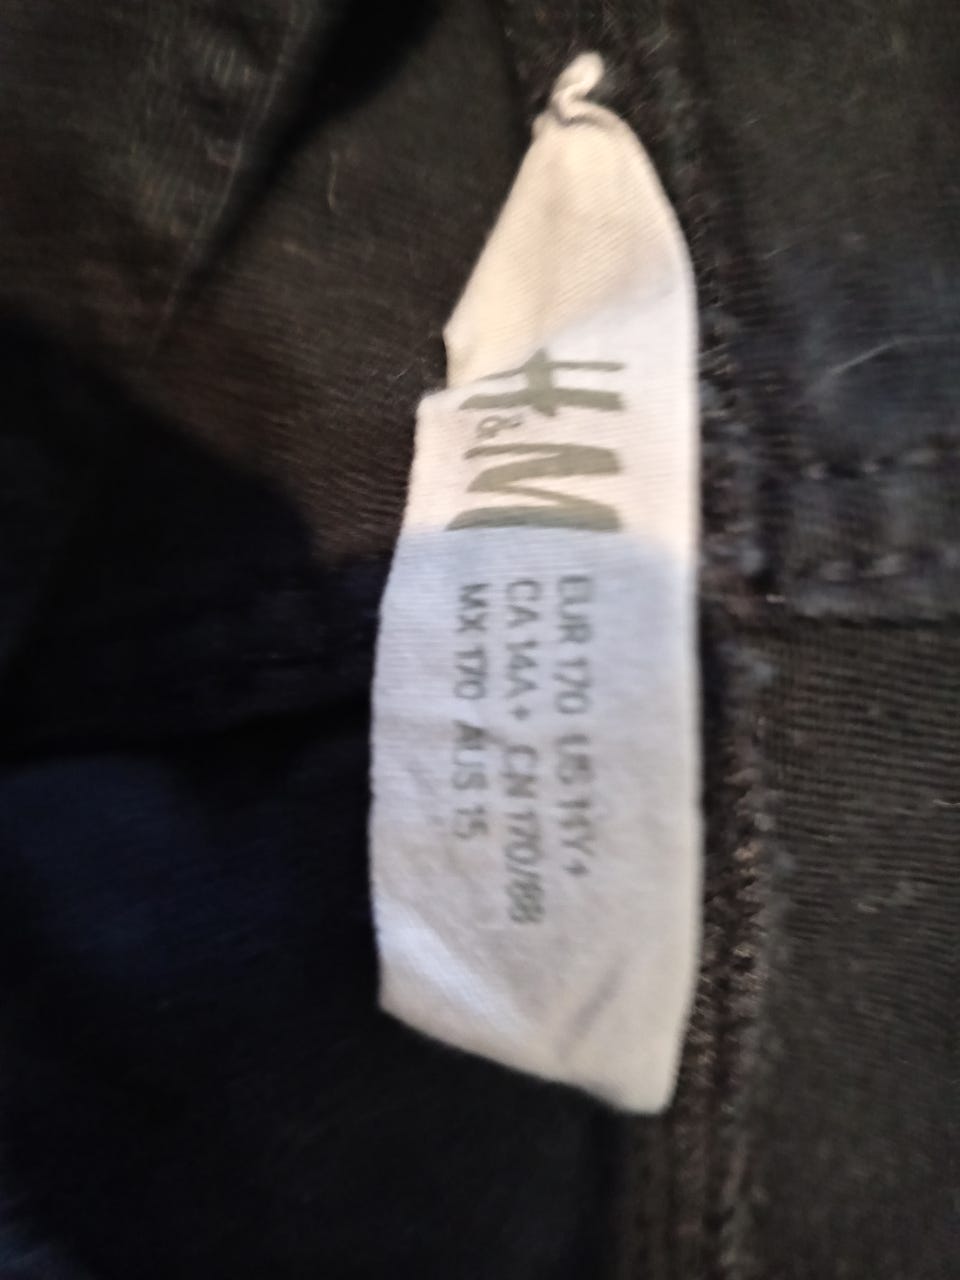 H&M
EUR 170 US 14Y+
CA 14A+ CN 170/88
MX 170 AUS 15